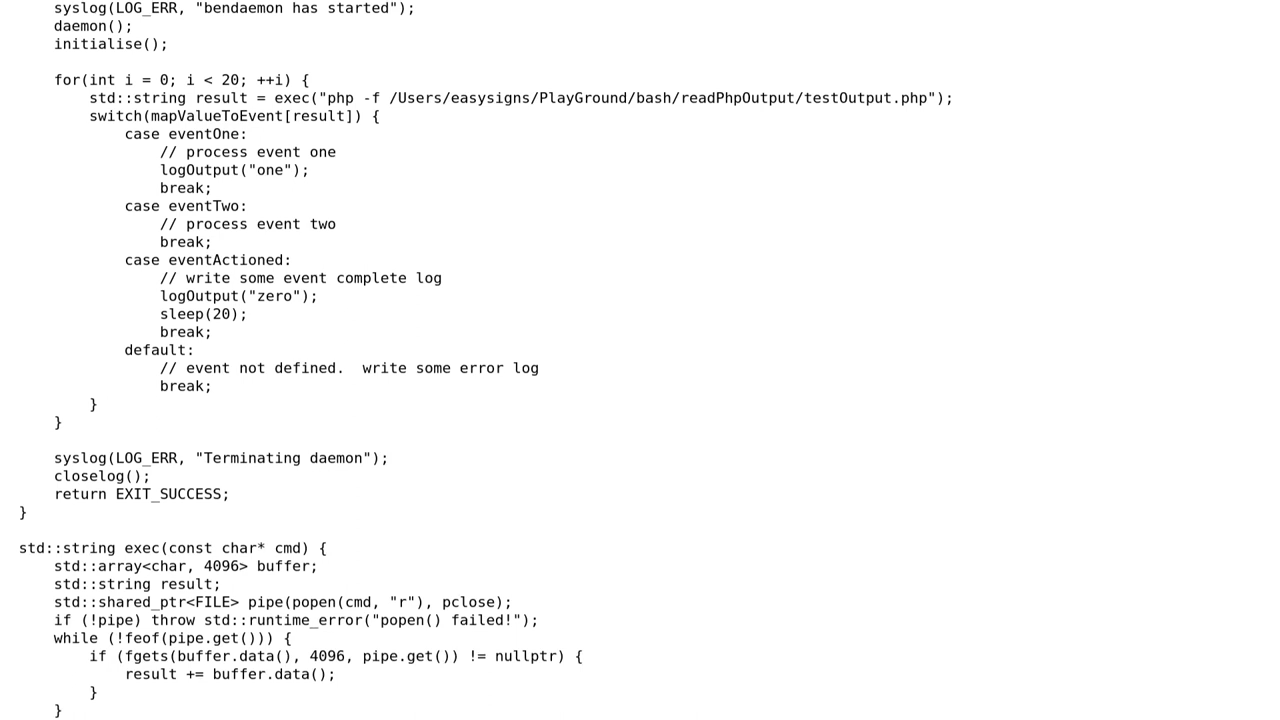 syslog(LOG_ERR, "bendaemon has started");
    daemon();
    initialise();

    for(int i = 0; i < 20; ++i) {
        std::string result = exec("php -f /Users/easysigns/PlayGround/bash/readPhpOutput/testOutput.php");
        switch(mapValueToEvent[result]) {
            case eventOne:
                // process event one
                logOutput("one");
                break;
            case eventTwo:
                // process event two
                break;
            case eventActioned:
                // write some event complete log
                logOutput("zero");
                sleep(20);
                break;
            default:
                // event not defined.  write some error log
                break;
        }
    }

    syslog(LOG_ERR, "Terminating daemon");
    closelog();
    return EXIT_SUCCESS;
}

std::string exec(const char* cmd) {
    std::array<char, 4096> buffer;
    std::string result;
    std::shared_ptr<FILE> pipe(popen(cmd, "r"), pclose);
    if (!pipe) throw std::runtime_error("popen() failed!");
    while (!feof(pipe.get())) {
        if (fgets(buffer.data(), 4096, pipe.get()) != nullptr) {
            result += buffer.data();
        }
    }